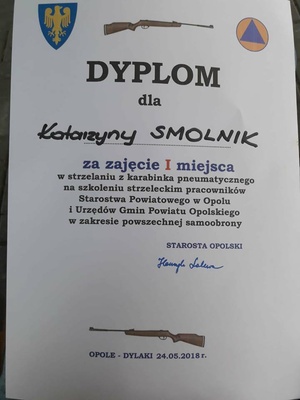 DYPLOM
dla
Katarzyny SMOLNIK
za zajęcie I miejsca
w strzelaniu z karabinka pneumatycznego
na szkoleniu strzeleckim pracowników
Starostwa Powiatowego w Opolu
i Urzędów Gmin Powiatu Opolskiego
w zakresie powszechnej samoobrony
STAROSTA OPOLSKI
OPOLE - DYLAKI 24.05.2018 r.